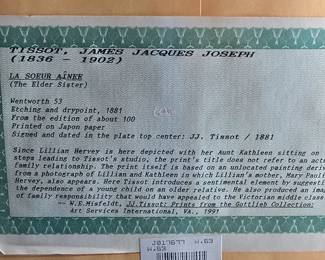 TISSOT, JAMES JACQUES JOSEPH
(1836 - 1902)
LA SOEUR AÎNEE
(The Elder Sister)
Wentworth 53
Etching and drypoint, 1881
From the edition of about 100
Printed on Japon paper
Signed and dated in the plate top center: JJ. Tissot / 1881
Since Lillian Hervey is here depicted with her Aunt Kathleen sitting on
steps leading to Tissot's studio, the print's title does not refer to an
family relationship. The print itself is based on an unlocated painting
from a photograph of Lillian and Kathleen in which Lillian's mother, Mary
Hervey, also appears. Here Tissot introduces a sentimental element by
the dependence of a young child on an older relative. He also produced an
of family responsibility that would have appealed to the Victorian middle class
-- W.E.Misfeldt, JJ.Tissot: Prints from the Gottlieb Collection;
Art Services International, VA., 1991